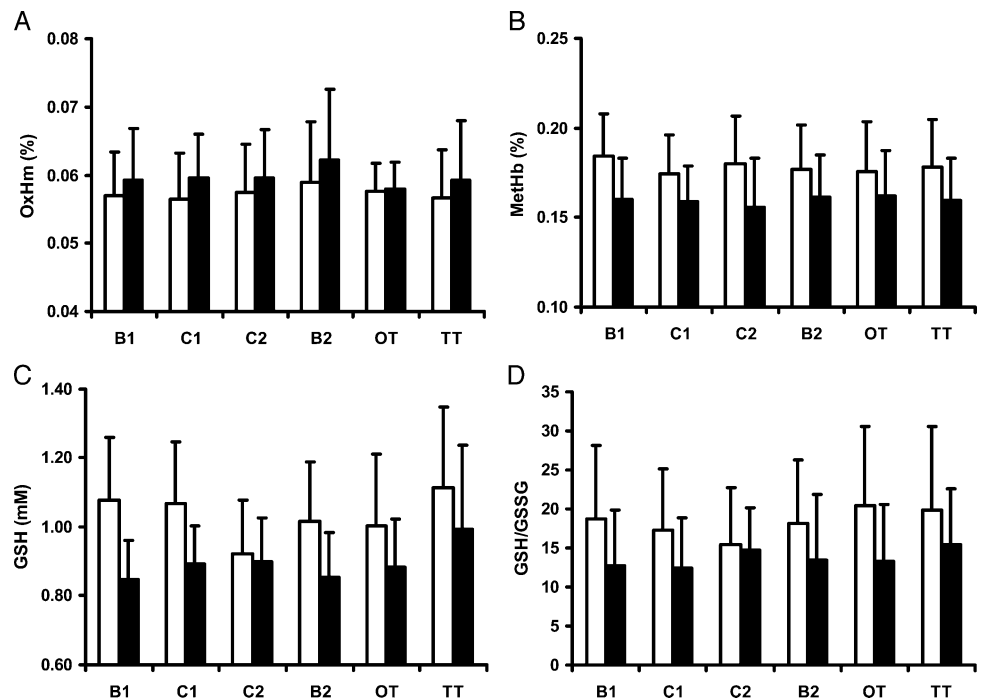 A
OxHm (%)
0.08
0.07
0.06
0.05
0.04
B1 C1 C2 B2 OT TT
B
MetHb (%)
0.25
0.20
0.15
0.10
B1 C1 C2 B2 OT TT
C
GSH (mM)
1.40
1.20
1.00
0.80
0.60
B1 C1 C2 B2 OT TT
D
GSH/GSSG
35
30
25
20
15
10
5
0
B1 C1 C2 B2 OT TT